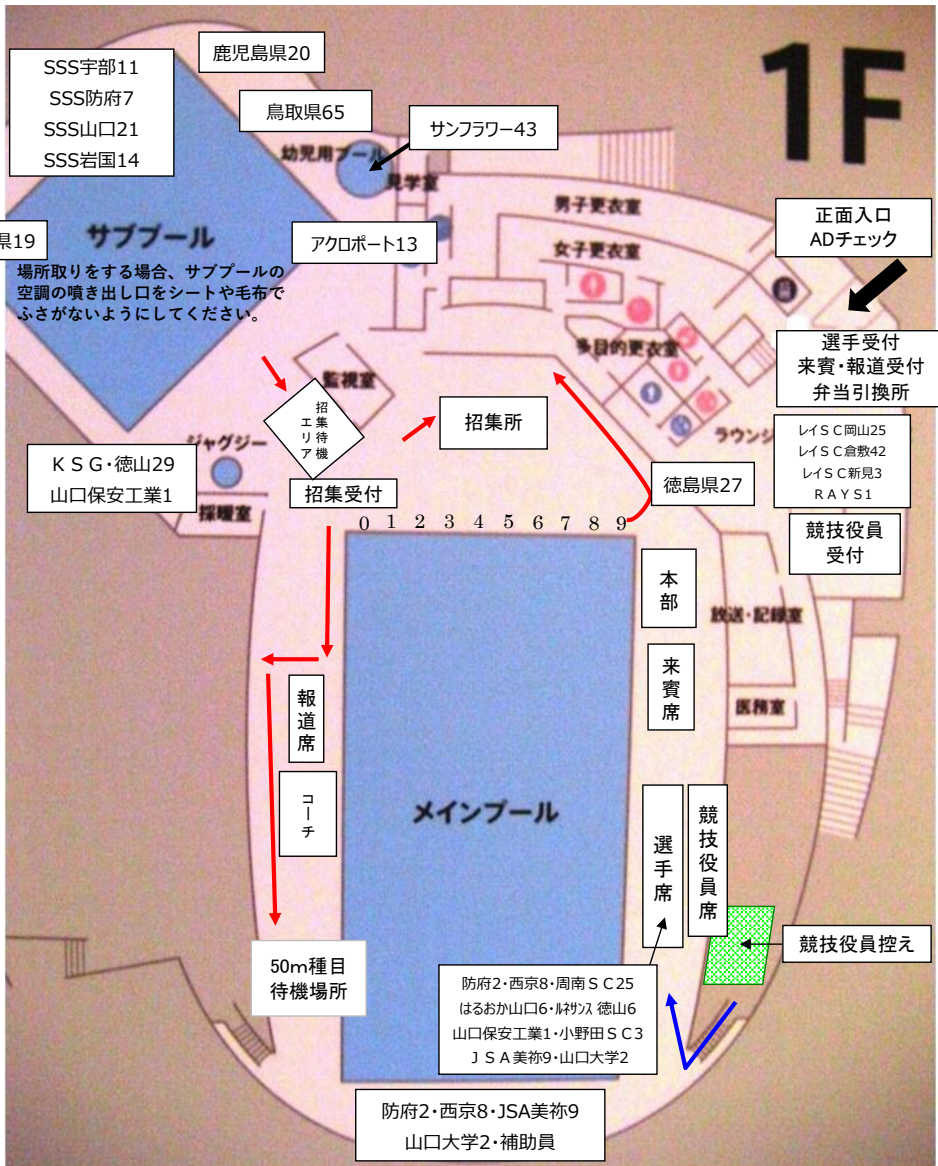 1F
鹿児島県20
SSS宇部11
SSS防府7
SSS山口21
SSS岩国14
鳥取県65
サンフラワー43
幼児用プール
見学室
男子更衣室
正面入口
ADチェック
県19
サブプール
アクロポート13
女子更衣室
場所取りをする場合、サブプールの
空調の噴き出し口をシートや毛布で
ふさがないようにしてください。
選手受付
来賓・報道受付
弁当引換所
多目的更衣室
監視室
招集待機
エリア
招集所
ラウンジ
レイSC岡山25
レイSC倉敷42
レイSC新見3
RAYS1
ジャグジー
KSG・徳山29
山口保安工業1
招集受付
徳島県27
採暖室
競技役員
受付
0 1 2 3 4 5 6 7 8 9
本部
放送・記録室
来賓席
報道席
医務室
コーチ
メインプール
選手席
競技役員席
競技役員控え
50m種目
待機場所
防府2・西京8・周南SC25
はるおか山口6・ルネサンス 徳山6
山口保安工業1・小野田SC3
JSA美祢9・山口大学2
防府2・西京8・JSA美祢9
山口大学2・補助員